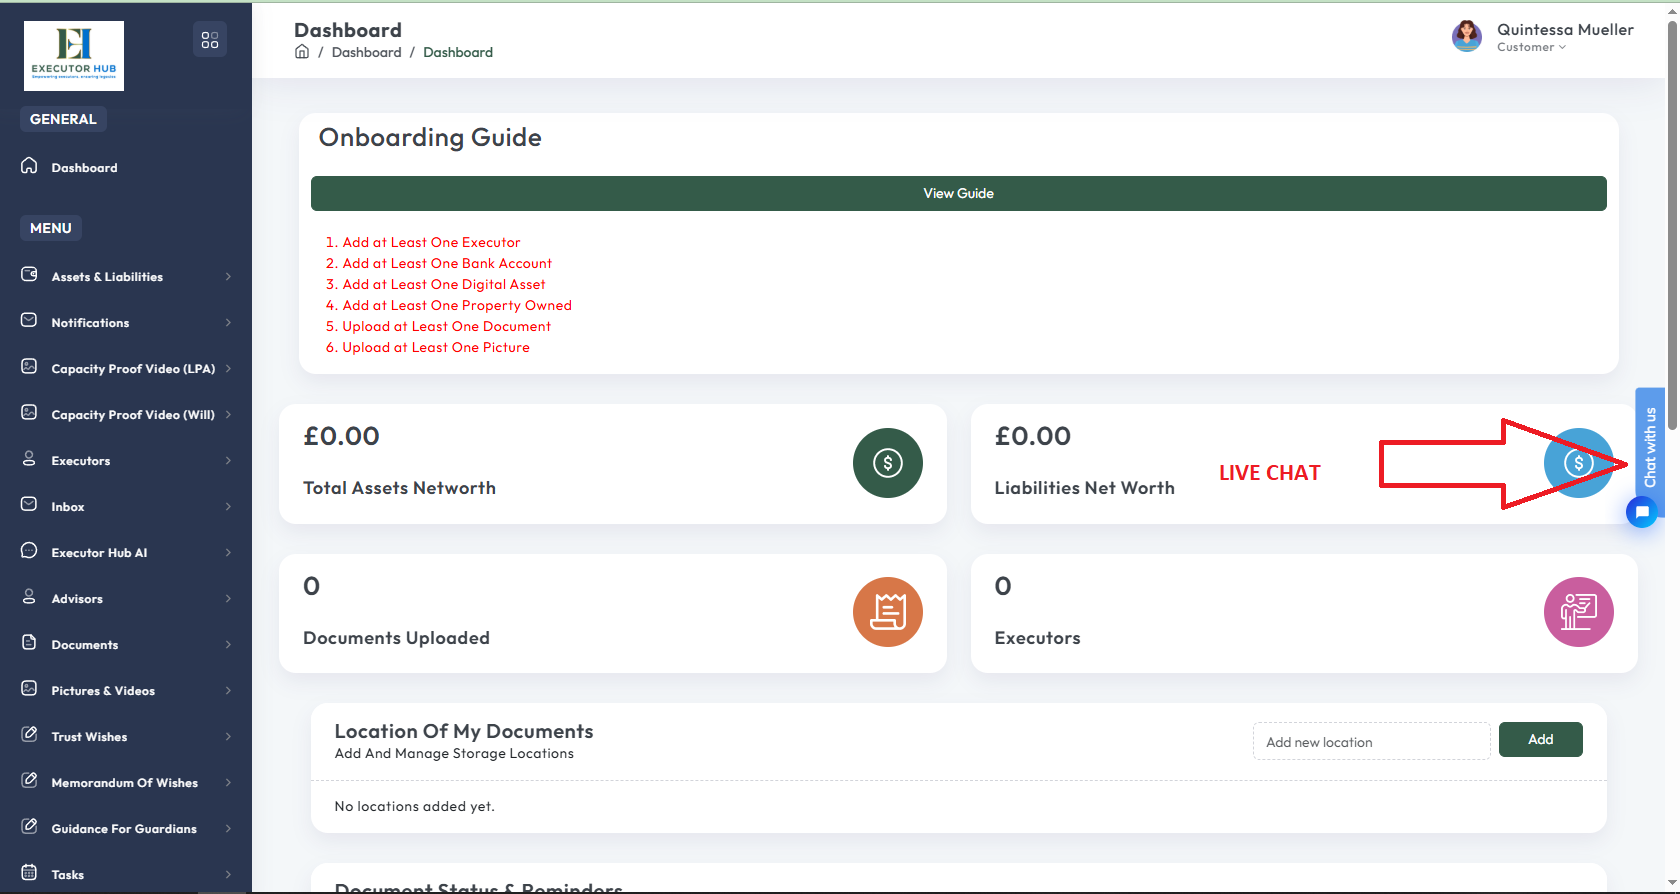 EXECUTOR HUB
Empowering executors, ensuring legacies
GENERAL
Dashboard
MENU
Assets & Liabilities
Notifications
Capacity Proof Video (LPA)
Capacity Proof Video (Will)
Executors
Inbox
Executor Hub AI
Advisors
Documents
Pictures & Videos
Trust Wishes
Memorandum Of Wishes
Guidance For Guardians
Tasks
Dashboard
/ Dashboard / Dashboard
Quintessa Mueller
Customer
Onboarding Guide
View Guide
1. Add at Least One Executor
2. Add at Least One Bank Account
3. Add at Least One Digital Asset
4. Add at Least One Property Owned
5. Upload at Least One Document
6. Upload at Least One Picture
£0.00
Total Assets Networth
£0.00
Liabilities Net Worth
LIVE CHAT
Chat with us
0
Documents Uploaded
0
Executors
Location Of My Documents
Add And Manage Storage Locations
Add new location
Add
No locations added yet.
Document Status & Reminders